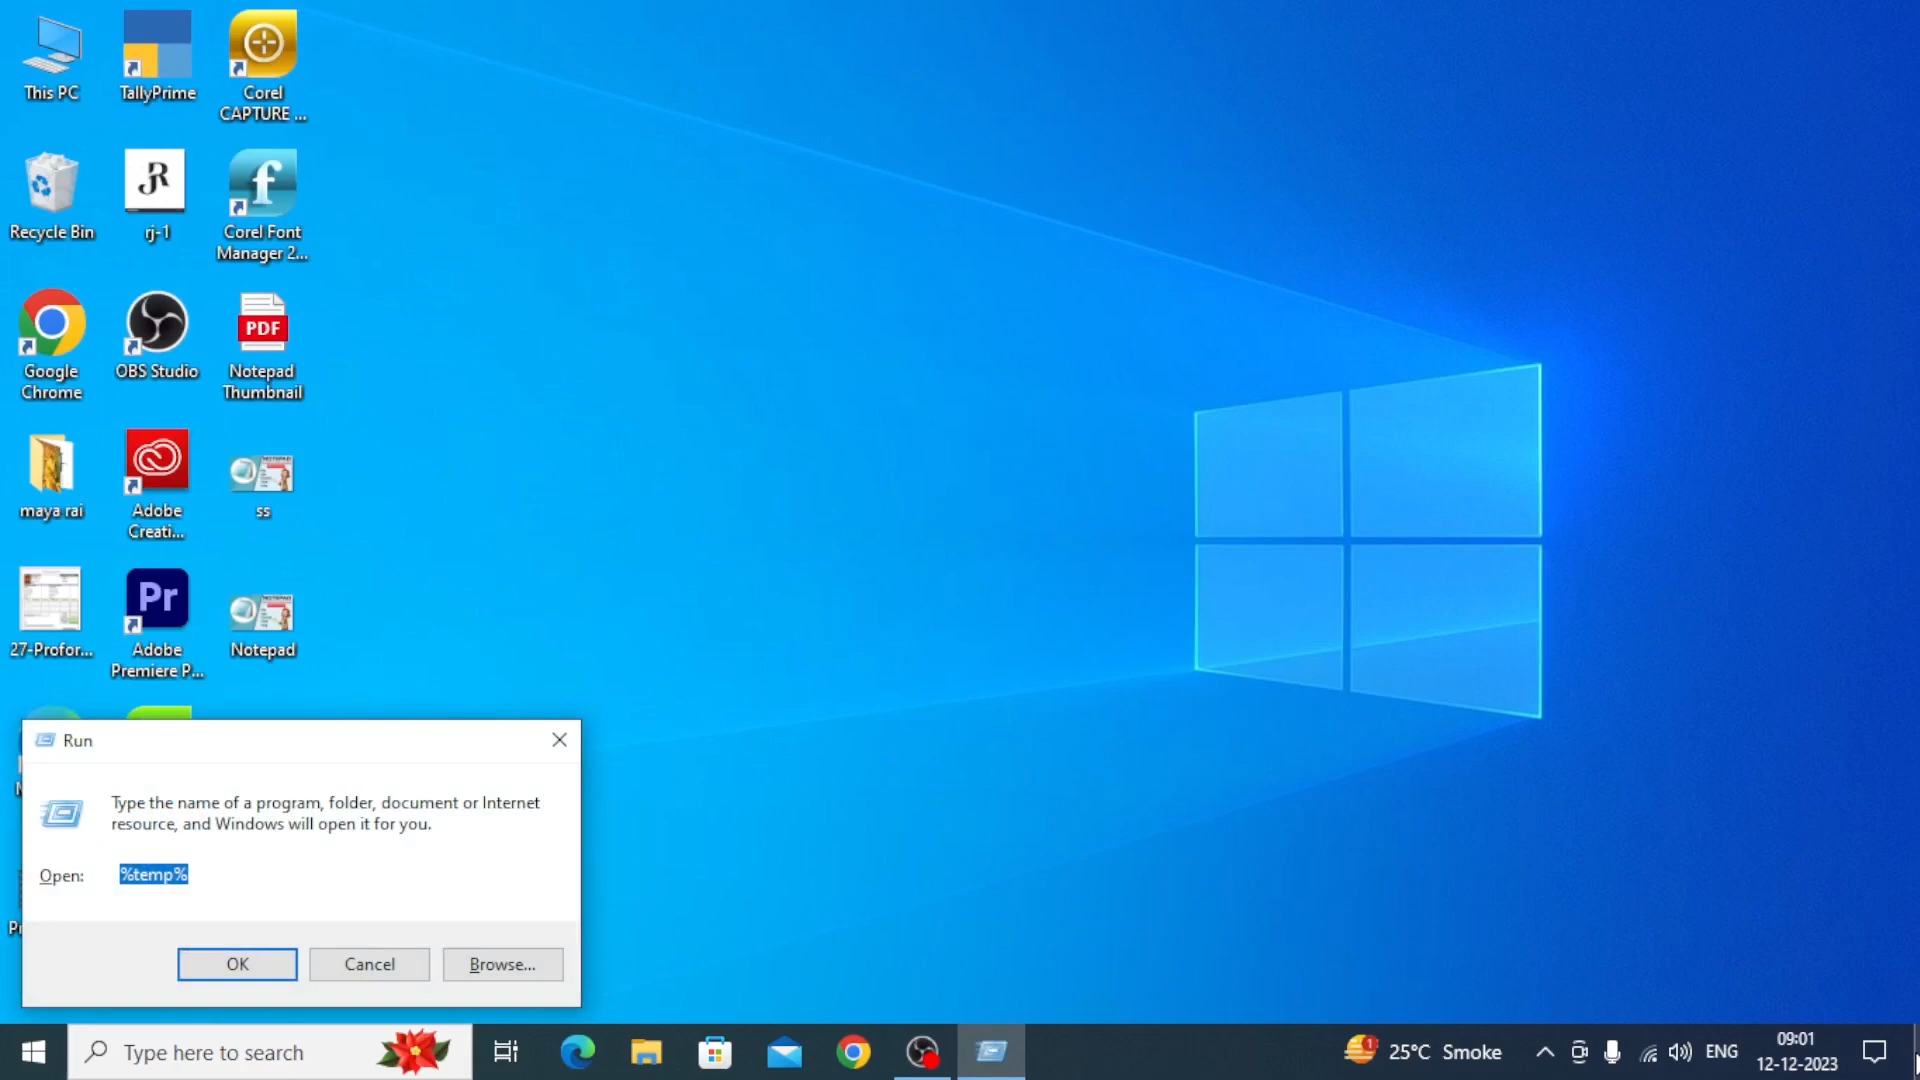 This PC
TallyPrime
Corel
CAPTURE ...
Recycle Bin
rj-1
Corel Font
Manager 2...
Google
Chrome
OBS Studio
PDF
Notepad
Thumbnail
maya rai
Adobe
Creati...
ss
27-Profor...
Pr
Adobe
Premiere P...
Notepad
Run
Type the name of a program, folder, document or Internet
resource, and Windows will open it for you.
Open:
%temp%
OK
Cancel
Browse...
Type here to search
1
25°C Smoke
ENG
09:01
12-12-2023